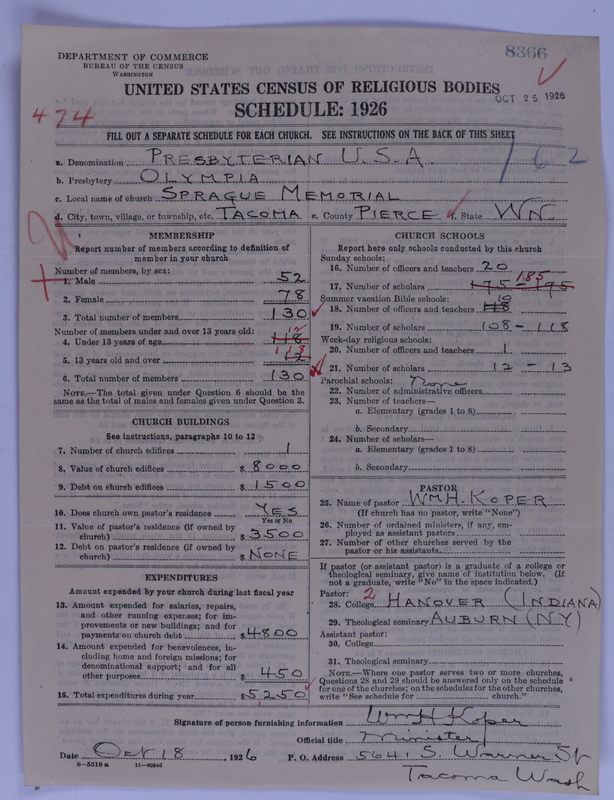 8366
DEPARTMENT OF COMMERCE
BUREAU OF THE CENSUS
WASHINGTON
UNITED STATES CENSUS OF RELIGIOUS BODIES
OCT 25 1926
SCHEDULE: 1926
474
FILL OUT A SEPARATE SCHEDULE FOR EACH CHURCH. SEE INSTRUCTIONS ON THE BACK OF THIS SHEET
a. Denomination PRESBYTERIAN U.S.A. 162
b. Presbytery OLYMPIA
c. Local name of church SPRAGUE MEMORIAL
d. City, town, village, or township, etc. TACOMA e. County PIERCE f. State WN.
MEMBERSHIP
Report number of members according to definition of
member in your church
Number of members, by sex:
1. Male 52
2. Female 78
3. Total number of members 130
Number of members under and over 13 years old:
4. Under 13 years of age 118 12
5. 13 years old and over 12 118
6. Total number of members 130
NOTE.—The total given under Question 6 should be
same as the total of males and females given under Question 3.
CHURCH BUILDINGS
See instructions, paragraphs 10 to 12
7. Number of church edifices 1
8. Value of church edifices $ 8000
9. Debt on church edifices $ 1500
10. Does church own pastor's residence YES
Yes or No
11. Value of pastor's residence (if owned by
church) $ 3500
12. Debt on pastor's residence (if owned by
church) $ NONE
EXPENDITURES
Amount expended by your church during last fiscal year
13. Amount expended for salaries, repairs,
and other running expenses; for im-
provements or new buildings; and for
payments on church debt $ 4800
14. Amount expended for benevolences, in-
cluding home and foreign missions; for
denominational support; and for all
other purposes $ 450
15. Total expenditures during year $ 5250
CHURCH SCHOOLS
Report here only schools conducted by this church
Sunday schools:
16. Number of officers and teachers 20
17. Number of scholars 175-195 185
Summer vacation Bible schools:
18. Number of officers and teachers 118 10
19. Number of scholars 108-118
Week-day religious schools:
20. Number of officers and teachers 1
21. Number of scholars 12-13
Parochial schools: None
22. Number of administrative officers
23. Number of teachers—
a. Elementary (grades 1 to 8)
b. Secondary
24. Number of scholars—
a. Elementary (grades 1 to 8)
b. Secondary
PASTOR
25. Name of pastor WM H. KOPER
(If church has no pastor, write "None")
26. Number of ordained ministers, if any, em-
ployed as assistant pastors
27. Number of other churches served by the
pastor or his assistants
If pastor (or assistant pastor) is a graduate of a college or
theological seminary, give name of institution below. (If
not a graduate, write "No" in the space indicated.)
Pastor: 2
28. College HANOVER (INDIANA)
29. Theological seminary AUBURN (NY)
Assistant pastor:
30. College
31. Theological seminary
NOTE.—Where one pastor serves two or more churches,
Questions 28 and 29 should be answered only on the schedule
for one of the churches; on the schedules for the other churches,
write "See schedule for church."
Signature of person furnishing information Wm H Koper
Official title Minister
Date Oct 18, 1926 P. O. Address 5641 S. Warner St
8-5518 a 11-9054d
Tacoma Wash